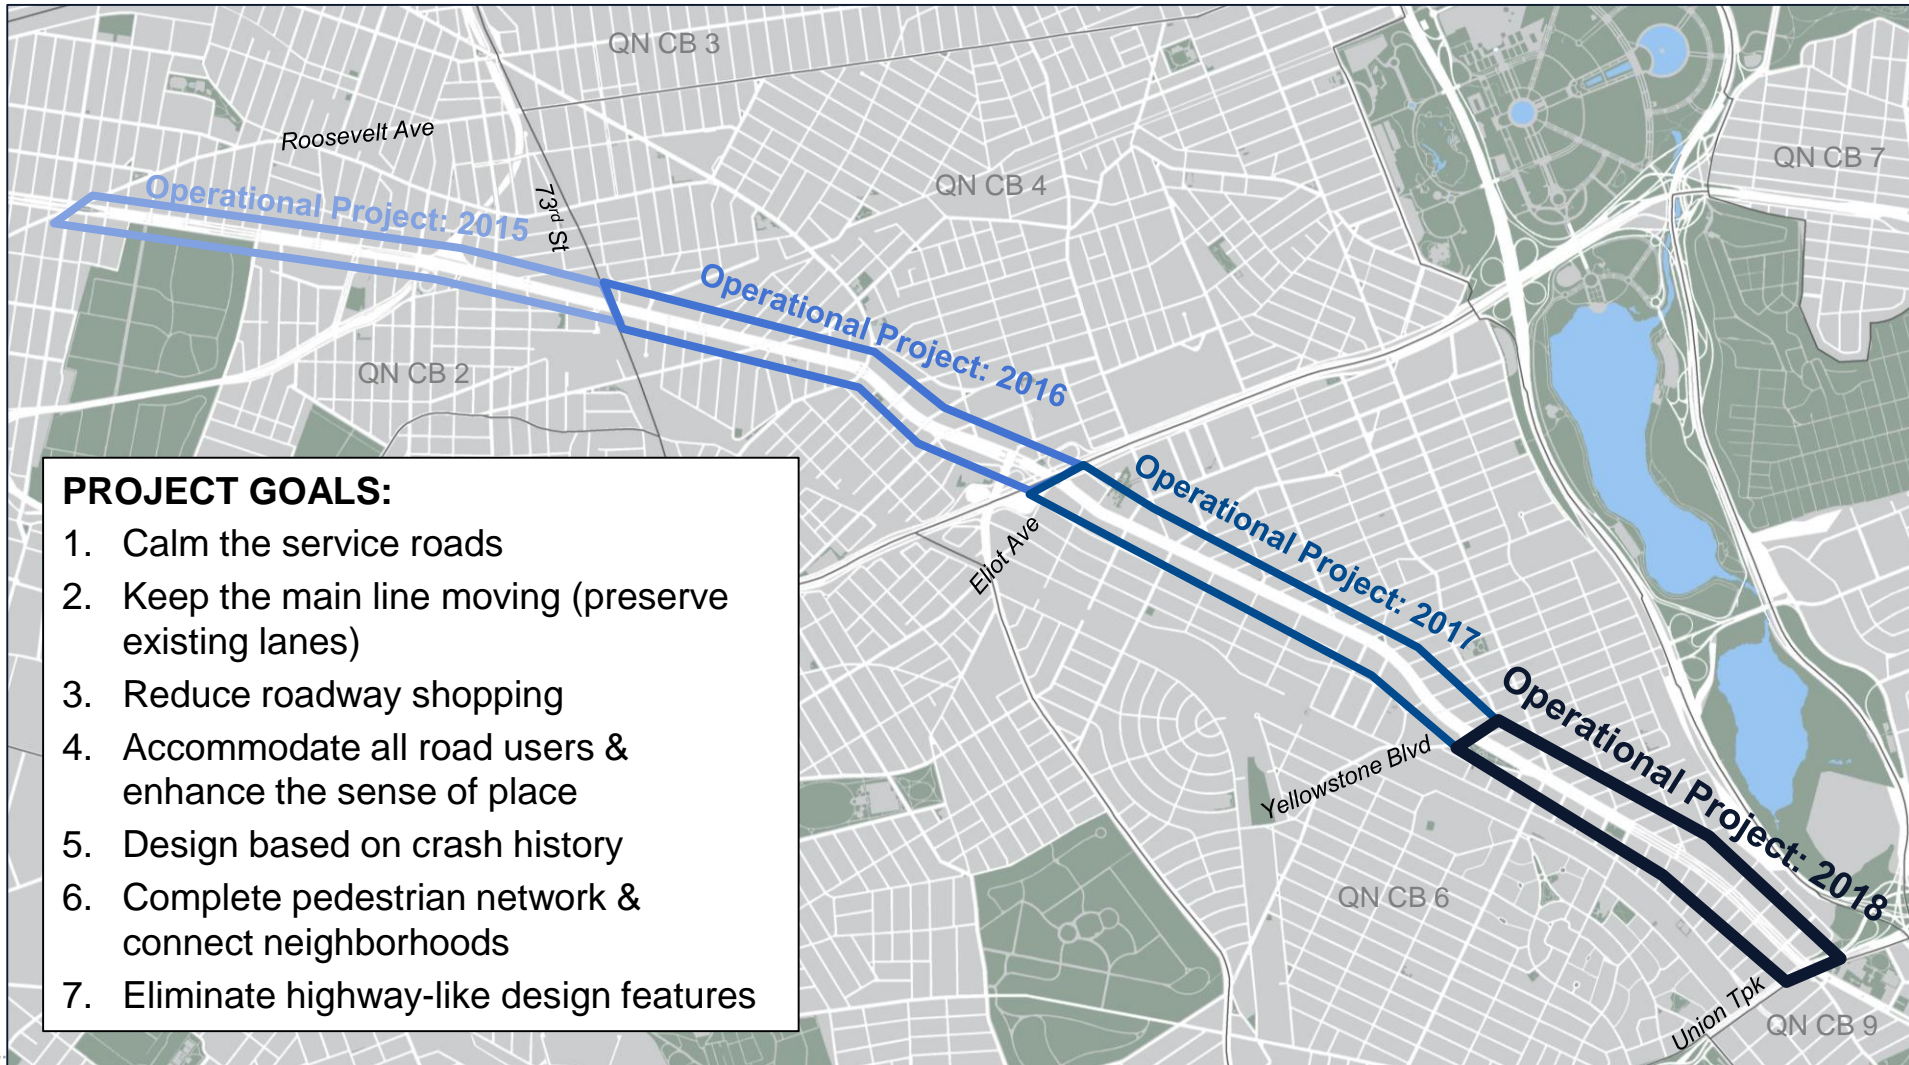 QN CB 3
Roosevelt Ave
QN CB 7
QN CB 4
Operational Project: 2015
73rd St
Operational Project: 2016
QN CB 2
PROJECT GOALS:
1. Calm the service roads
2. Keep the main line moving (preserve
existing lanes)
3. Reduce roadway shopping
4. Accommodate all road users &
enhance the sense of place
5. Design based on crash history
6. Complete pedestrian network &
connect neighborhoods
7. Eliminate highway-like design features
Operational Project: 2017
Eliot Ave
Operational Project: 2018
Yellowstone Blvd
QN CB 6
Union Tpk
QN CB 9